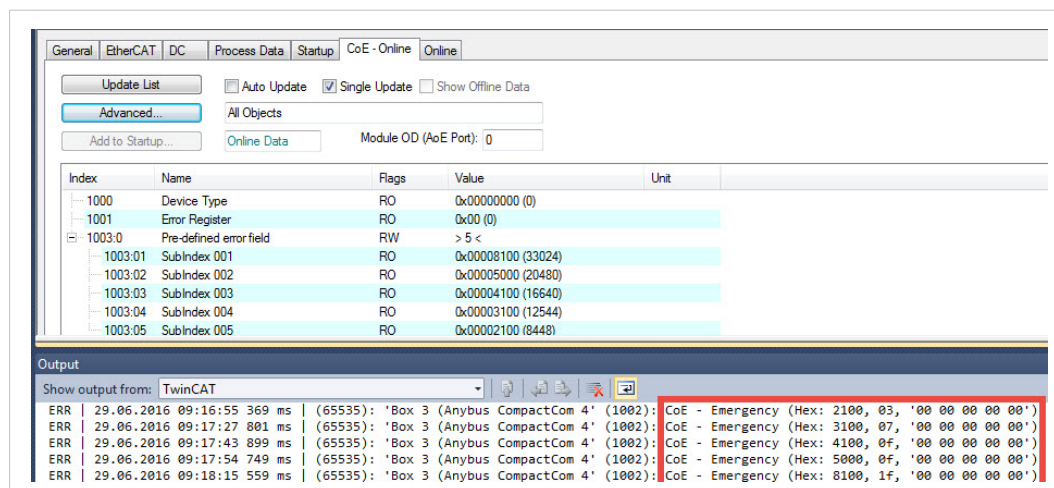 General EtherCAT DC Process Data Startup CoE - Online Online
Update List Auto Update Single Update Show Offline Data
Advanced... All Objects
Add to Startup... Online Data Module OD (AoE Port): 0
Index Name Flags Value Unit
1000 Device Type RO 0x00000000 (0)
1001 Error Register RO 0x00 (0)
1003:0 Pre-defined error field RW > 5 <
1003:01 SubIndex 001 RO 0x00008100 (33024)
1003:02 SubIndex 002 RO 0x00005000 (20480)
1003:03 SubIndex 003 RO 0x00004100 (16640)
1003:04 SubIndex 004 RO 0x00003100 (12544)
1003:05 SubIndex 005 RO 0x00002100 (8448)
Output
Show output from: TwinCAT
ERR | 29.06.2016 09:16:55 369 ms | (65535): 'Box 3 (Anybus CompactCom 4' (1002): CoE - Emergency (Hex: 2100, 03, '00 00 00 00 00')
ERR | 29.06.2016 09:17:27 801 ms | (65535): 'Box 3 (Anybus CompactCom 4' (1002): CoE - Emergency (Hex: 3100, 07, '00 00 00 00 00')
ERR | 29.06.2016 09:17:43 899 ms | (65535): 'Box 3 (Anybus CompactCom 4' (1002): CoE - Emergency (Hex: 4100, 0f, '00 00 00 00 00')
ERR | 29.06.2016 09:17:54 749 ms | (65535): 'Box 3 (Anybus CompactCom 4' (1002): CoE - Emergency (Hex: 5000, 0f, '00 00 00 00 00')
ERR | 29.06.2016 09:18:15 559 ms | (65535): 'Box 3 (Anybus CompactCom 4' (1002): CoE - Emergency (Hex: 8100, 1f, '00 00 00 00 00')